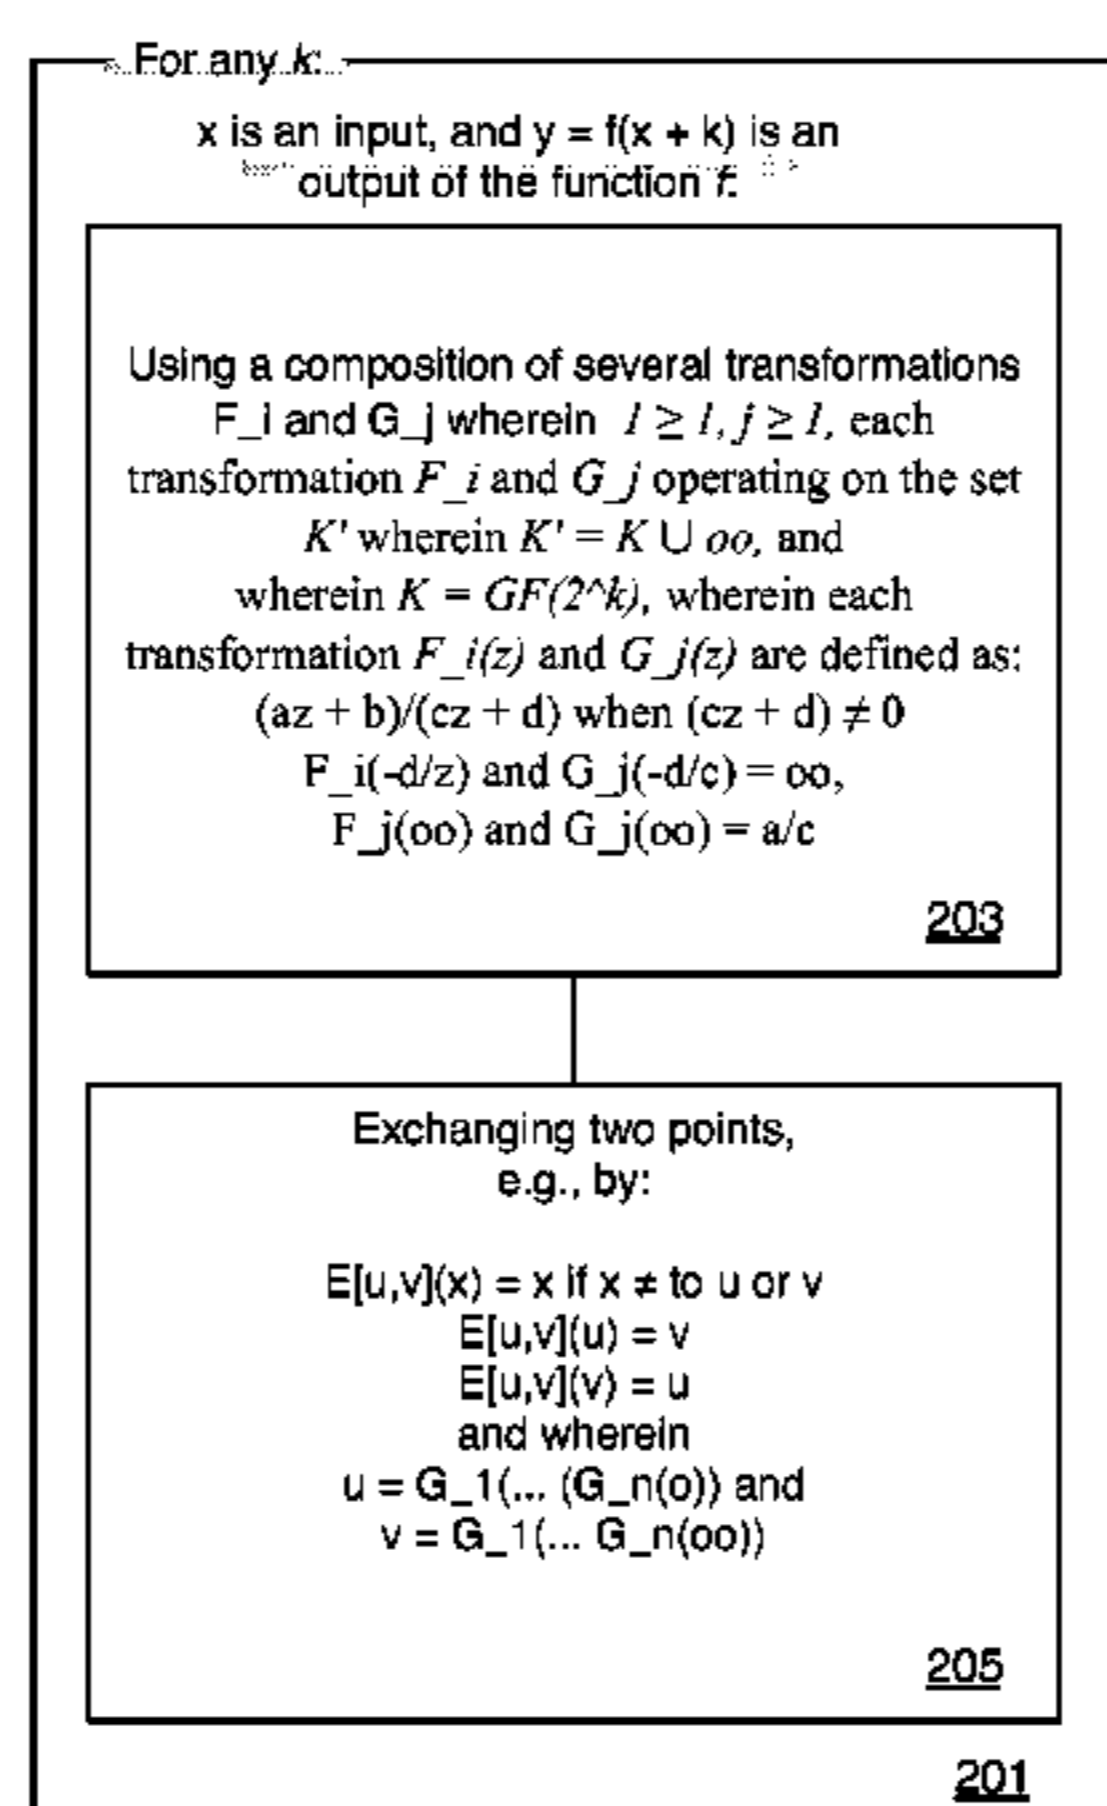 For any k:
x is an input, and y = f(x + k) is an
output of the function f:
Using a composition of several transformations
F_i and G_j wherein l ≥ l, j ≥ l, each
transformation F_i and G_j operating on the set
K' wherein K' = K ∪ oo, and
wherein K = GF(2^k), wherein each
transformation F_i(z) and G_j(z) are defined as:
(az + b)/(cz + d) when (cz + d) ≠ 0
F_i(-d/z) and G_j(-d/c) = oo,
F_j(oo) and G_j(oo) = a/c
203
Exchanging two points,
e.g., by:
E[u,v](x) = x if x ≠ to u or v
E[u,v](u) = v
E[u,v](v) = u
and wherein
u = G_1(... (G_n(o)) and
v = G_1(... G_n(oo))
205
201